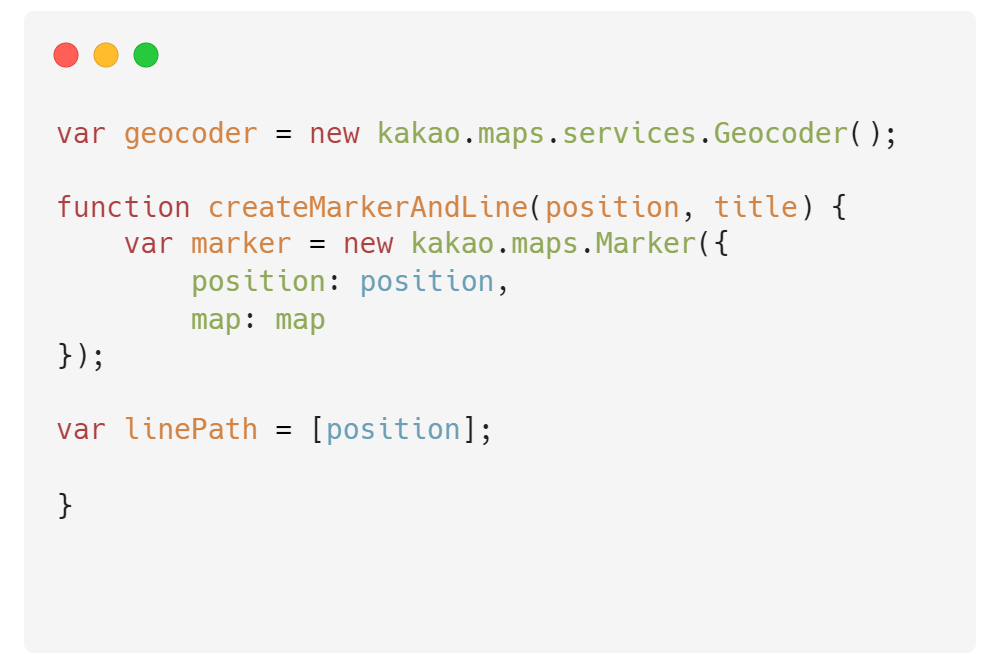 var geocoder = new kakao.maps.services.Geocoder();
function createMarkerAndLine(position, title) {
    var marker = new kakao.maps.Marker({
        position: position,
        map: map
});
var linePath = [position];
}